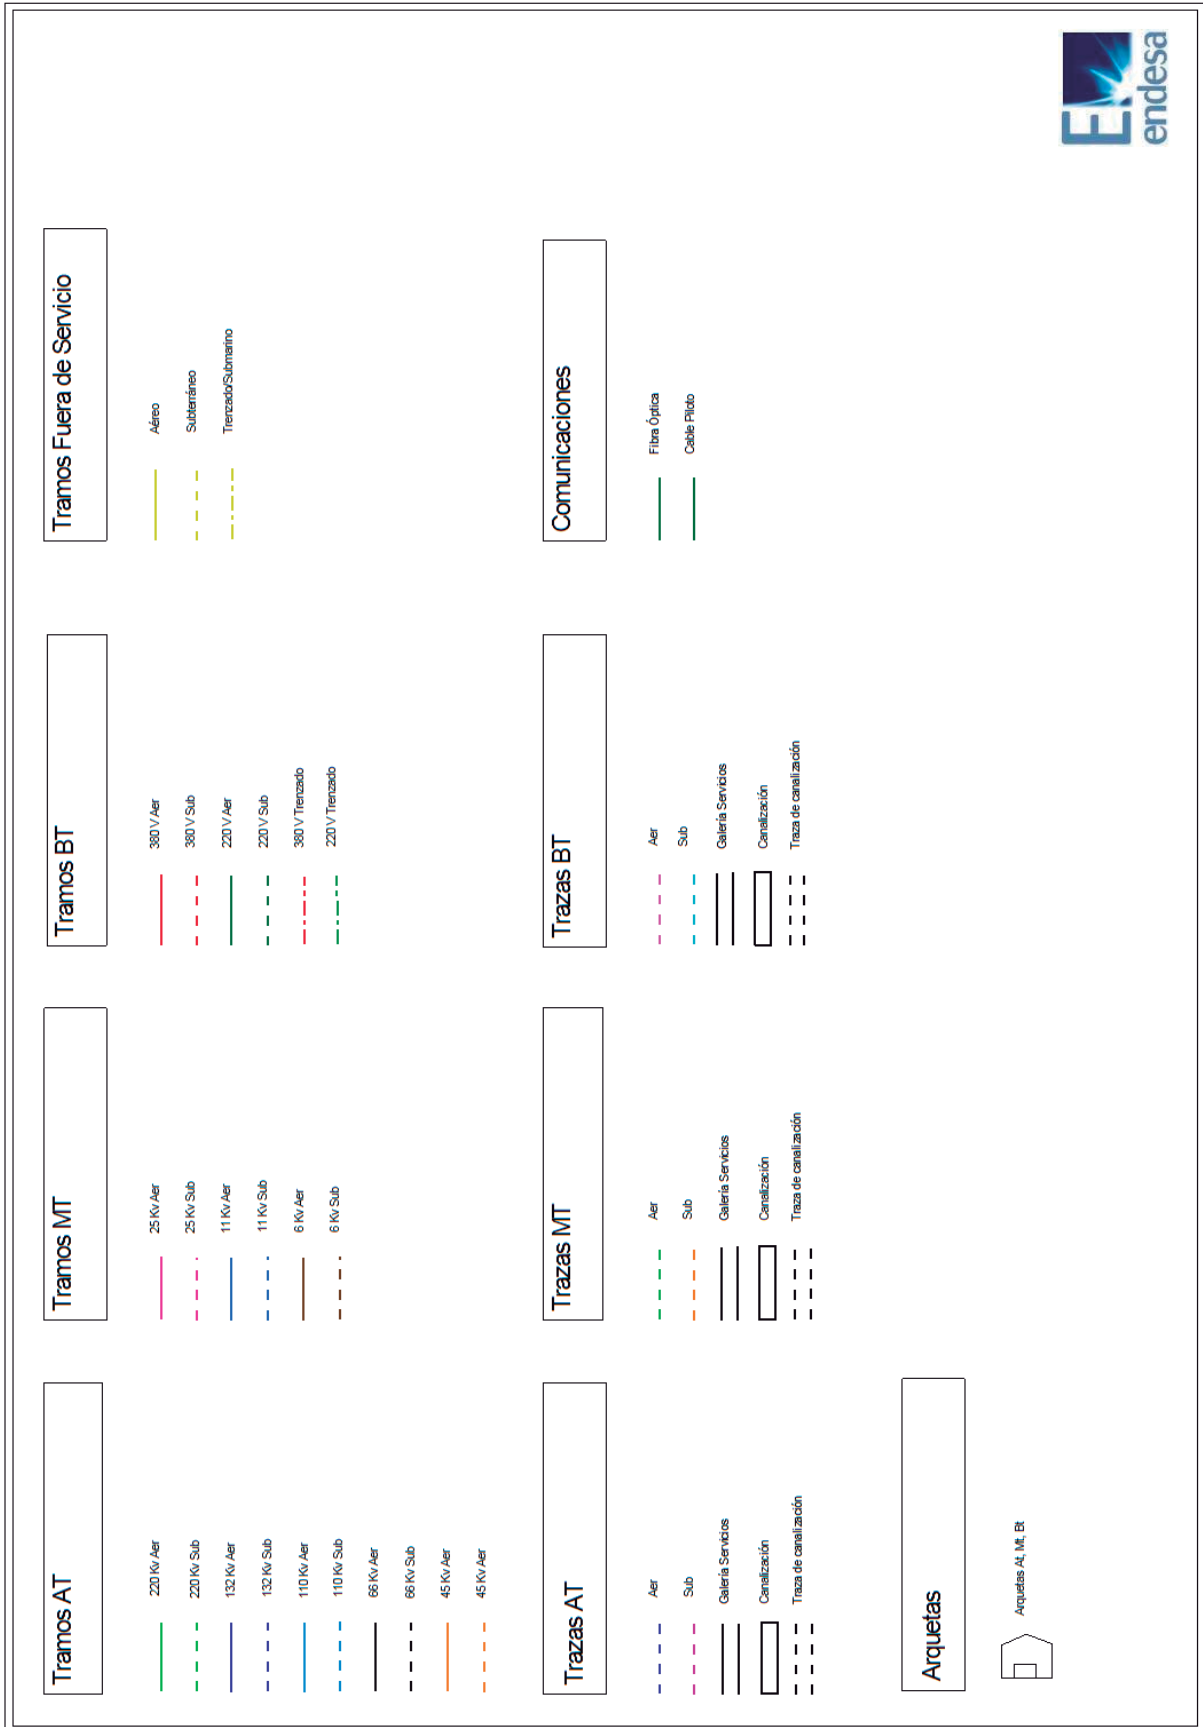 Tramos AT
220 Kv Aer
220 Kv Sub
132 Kv Aer
132 Kv Sub
110 Kv Aer
110 Kv Sub
66 Kv Aer
66 Kv Sub
45 Kv Aer
45 Kv Aer
Tramos MT
25 Kv Aer
25 Kv Sub
11 Kv Aer
11 Kv Sub
6 Kv Aer
6 Kv Sub
Tramos BT
380 V Aer
380 V Sub
220 V Aer
220 V Sub
380 V Trenzado
220 V Trenzado
Tramos Fuera de Servicio
Aéreo
Subterráneo
Trenzado/Submarino
Trazas AT
Aer
Sub
Galería Servicios
Canalización
Traza de canalización
Trazas MT
Aer
Sub
Galería Servicios
Canalización
Traza de canalización
Trazas BT
Aer
Sub
Galería Servicios
Canalización
Traza de canalización
Comunicaciones
Fibra Óptica
Cable Piloto
Arquetas
Arquetas At, Mt, Bt
E
endesa